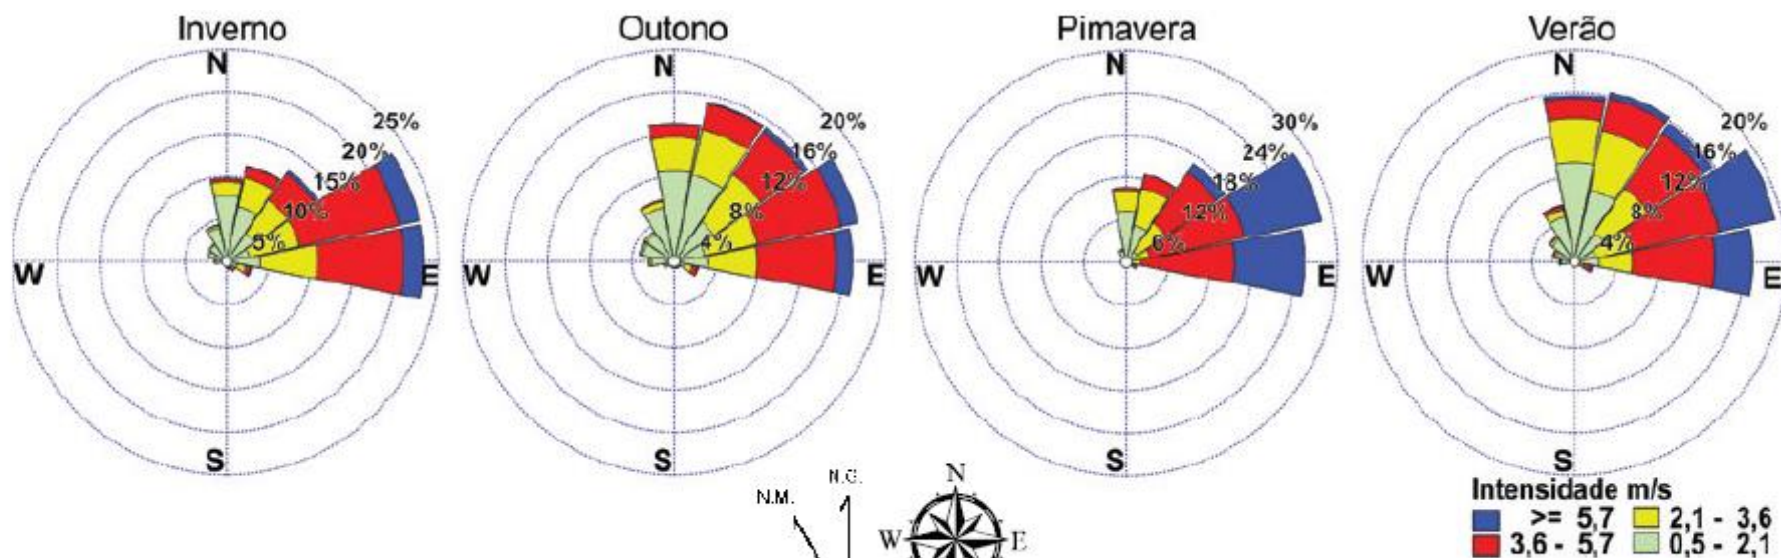 Inverno
N
25%
20%
15%
10%
5%
W
E
S
Outono
N
20%
16%
12%
8%
4%
W
E
S
Pimavera
N
30%
24%
18%
12%
6%
W
E
S
Verão
N
20%
16%
12%
8%
4%
W
E
S
N.M.
N.G.
N
W
E
Intensidade m/s
>= 5,7
2,1 - 3,6
3,6 - 5,7
0,5 - 2,1